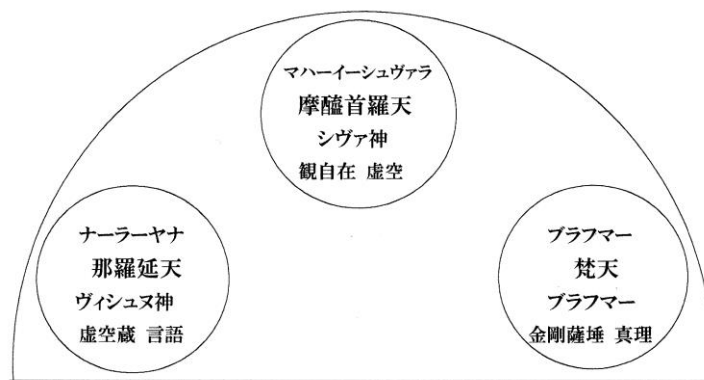 マハーイーシュヴァラ
摩醯首羅天
シヴァ神
観自在 虚空
ナーラーヤナ
那羅延天
ヴィシュヌ神
虚空蔵 言語
ブラフマー
梵天
ブラフマー
金剛薩埵 真理